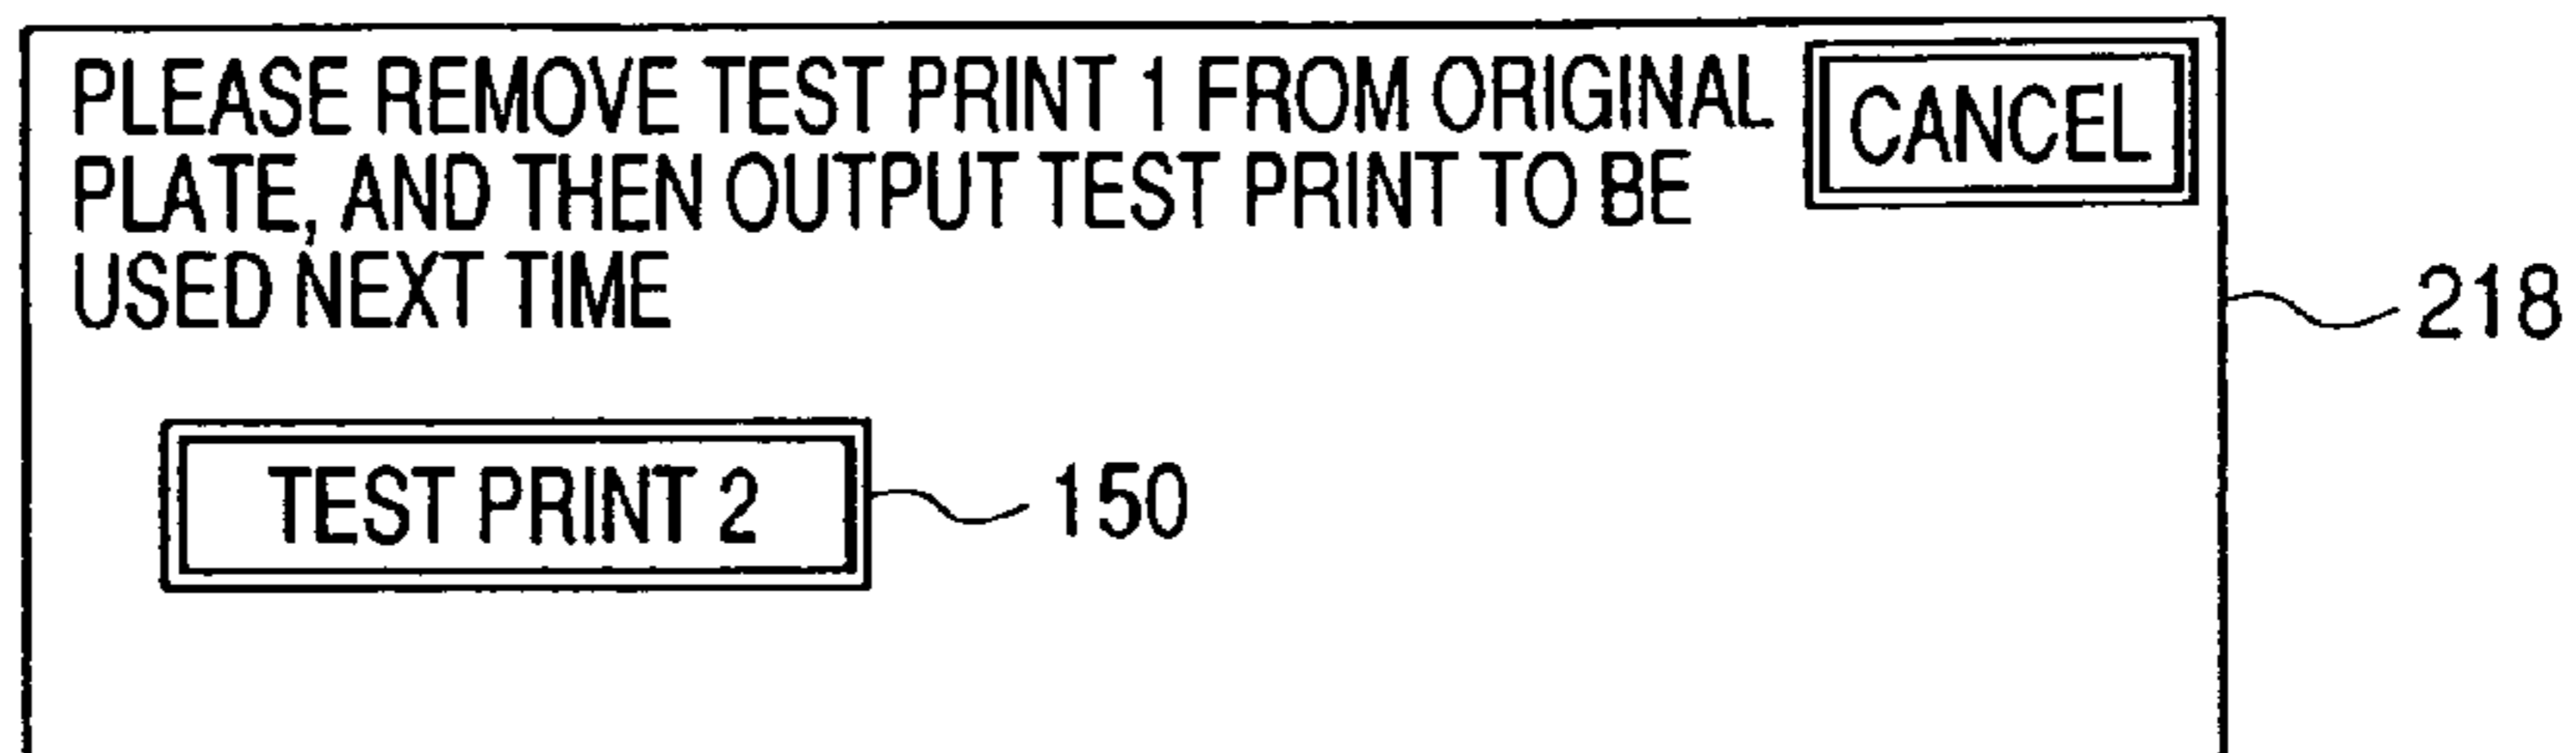 PLEASE REMOVE TEST PRINT 1 FROM ORIGINAL
PLATE, AND THEN OUTPUT TEST PRINT TO BE
USED NEXT TIME
CANCEL
218
TEST PRINT 2
150